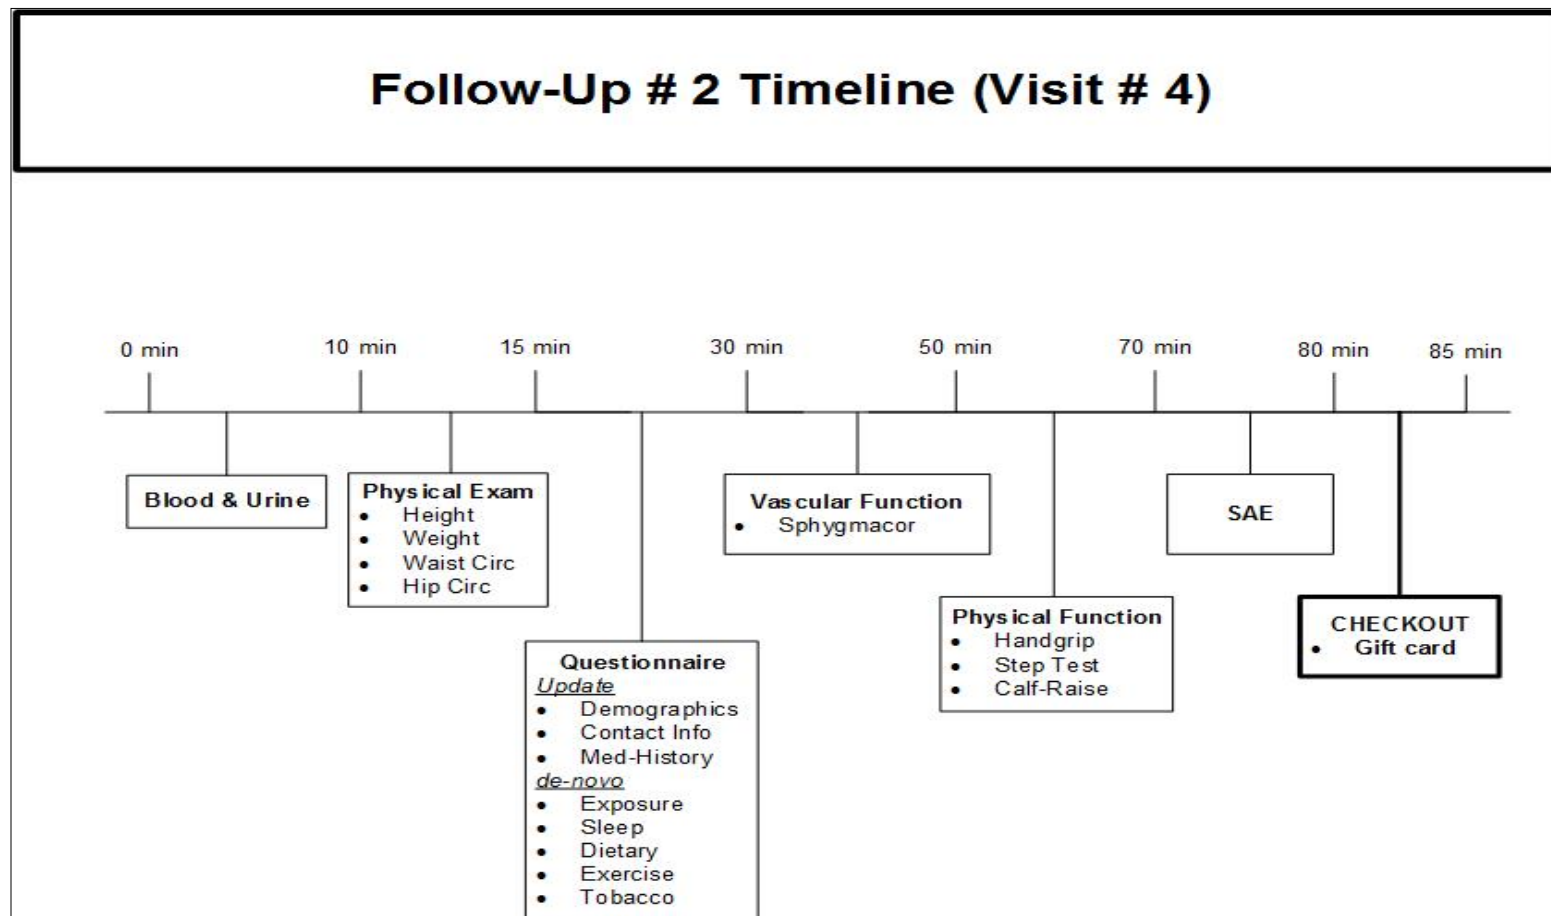 Follow-Up # 2 Timeline (Visit # 4)
0 min
10 min
15 min
30 min
50 min
70 min
80 min
85 min
Blood & Urine
Physical Exam
• Height
• Weight
• Waist Circ
• Hip Circ
Questionnaire
Update
• Demographics
• Contact Info
• Med-History
de-novo
• Exposure
• Sleep
• Dietary
• Exercise
• Tobacco
Vascular Function
• Sphygmacor
Physical Function
• Handgrip
• Step Test
• Calf-Raise
SAE
CHECKOUT
• Gift card